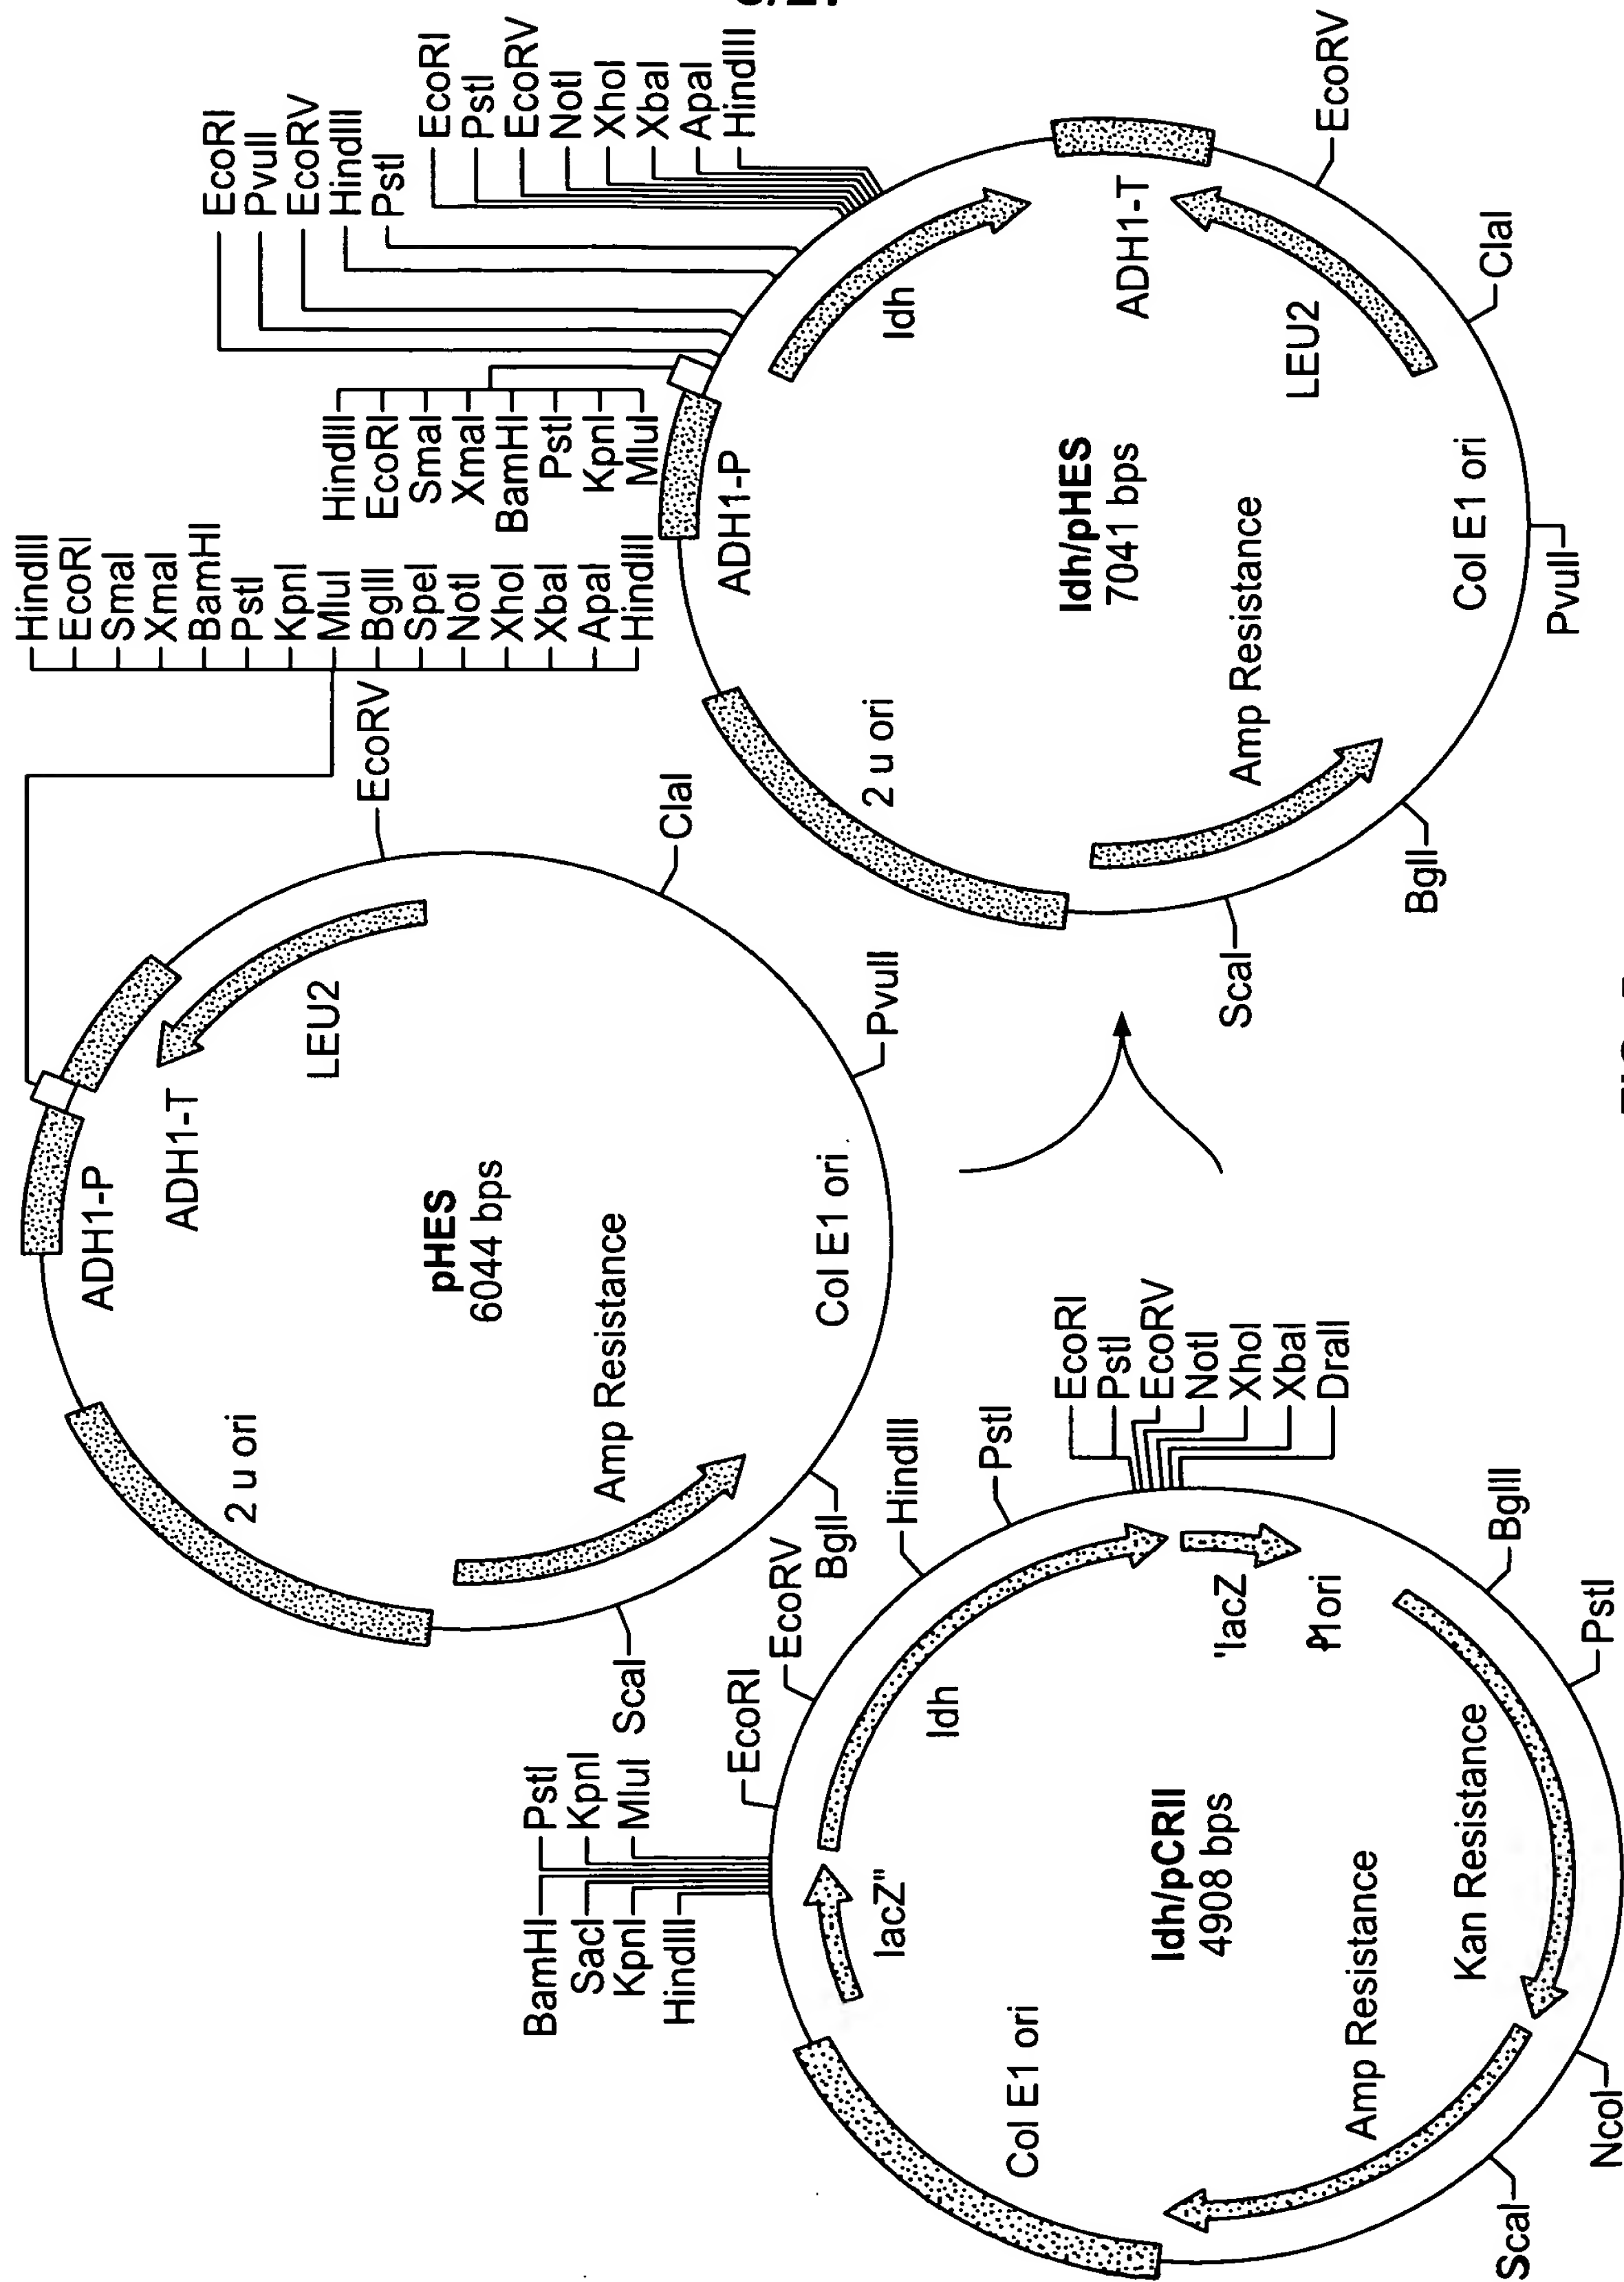 HindIII
EcoRI
SmaI
XmaI
BamHI
PstI
KpnI
MluI
BglII
SpeI
NotI
XhoI
XbaI
ApaI
HindIII
EcoRV
ClaI
PvuII
BglI
ScaI
ADHI1-P
ADH1-T
LEU2
2 u ori
pHES
6044 bps
Amp Resistance
Col E1 ori
BamHI
SacI
KpnI
HindIII
PstI
KpnI
MluI
EcoRI
EcoRV
HindIII
PstI
EcoRI
PstI
EcoRV
NotI
XhoI
XbaI
DraII
BglII
PstI
NcoI
ScaI
lacZ"
ldh
'lacZ
ldh/pCRII
4908 bps
Col E1 ori
Amp Resistance
Kan Resistance
HindIII
EcoRI
SmaI
XmaI
BamHI
PstI
KpnI
MluI
EcoRI
PvuII
EcoRV
HindIII
PstI
EcoRI
PstI
EcoRV
NotI
XhoI
XbaI
ApaI
HindIII
EcoRV
ClaI
PvuII
BglI
ScaI
ADH1-P
ldh
ADH1-T
LEU2
2 u ori
ldh/pHES
7041 bps
Amp Resistance
Col E1 ori